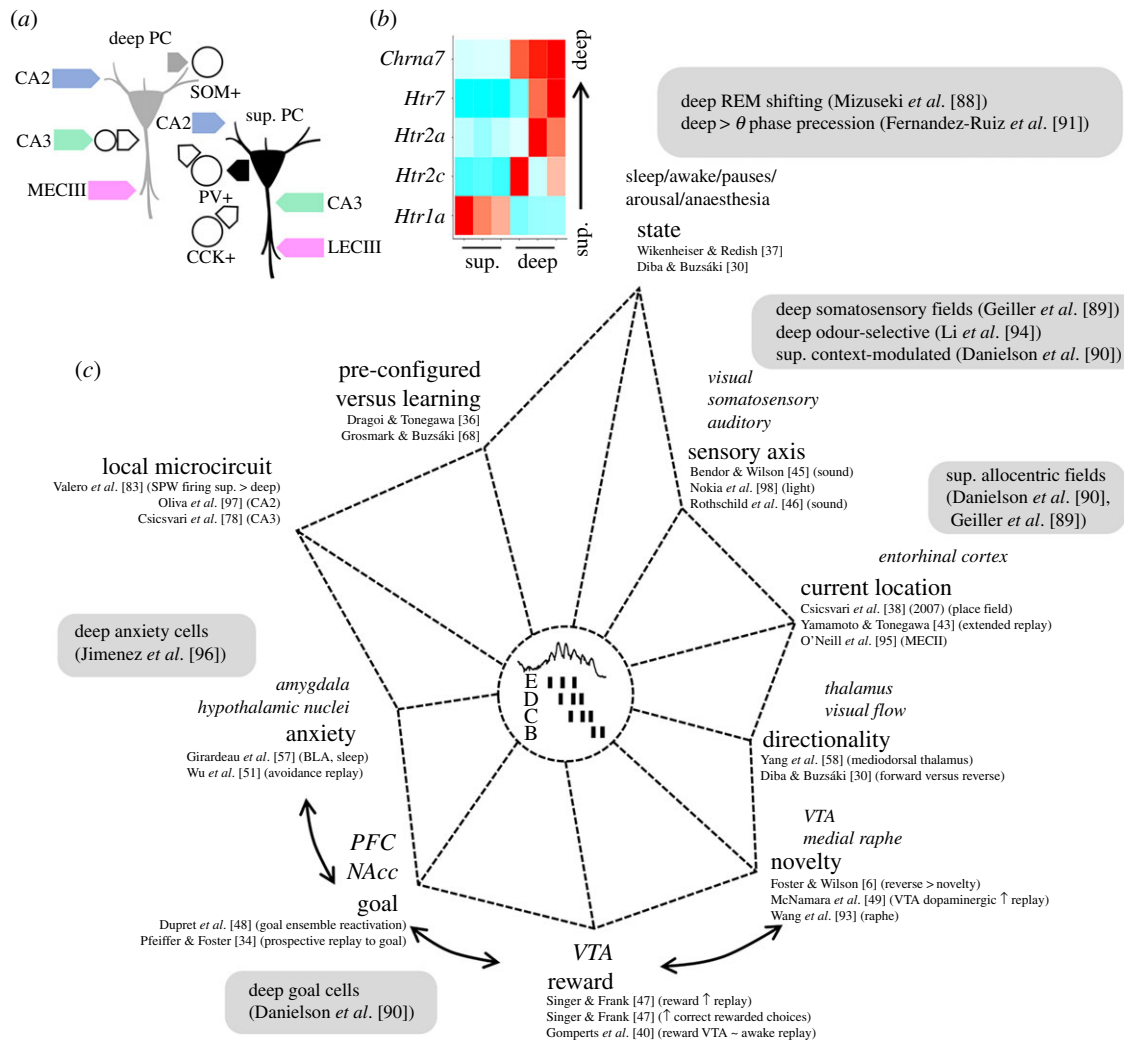 (a)
deep PC
CA2
SOM+
CA2
sup. PC
CA3
PV+
MECIII
CA3
CCK+
LECIII
(b)
Chrna7
Htr7
Htr2a
Htr2c
Htr1a
sup.
deep
deep
sup.
deep REM shifting (Mizuseki et al. [88])
deep > θ phase precession (Fernandez-Ruiz et al. [91])
sleep/awake/pauses/
arousal/anaesthesia
state
Wikenheiser & Redish [37]
Diba & Buzsáki [30]
deep somatosensory fields (Geiller et al. [89])
deep odour-selective (Li et al. [94])
sup. context-modulated (Danielson et al. [90])
(c)
pre-configured
versus learning
Dragoi & Tonegawa [36]
Grosmark & Buzsáki [68]
visual
somatosensory
auditory
sensory axis
Bendor & Wilson [45] (sound)
Nokia et al. [98] (light)
Rothschild et al. [46] (sound)
local microcircuit
Valero et al. [83] (SPW firing sup. > deep)
Oliva et al. [97] (CA2)
Csicsvari et al. [78] (CA3)
sup. allocentric fields
(Danielson et al. [90],
Geiller et al. [89])
entorhinal cortex
current location
Csicsvari et al. [38] (2007) (place field)
Yamamoto & Tonegawa [43] (extended replay)
O'Neill et al. [95] (MECII)
deep anxiety cells
(Jimenez et al. [96])
amygdala
hypothalamic nuclei
anxiety
Girardeau et al. [57] (BLA, sleep)
Wu et al. [51] (avoidance replay)
E
D
C
B
thalamus
visual flow
directionality
Yang et al. [58] (mediodorsal thalamus)
Diba & Buzsáki [30] (forward versus reverse)
PFC
NAcc
goal
Dupret et al. [48] (goal ensemble reactivation)
Pfeiffer & Foster [34] (prospective replay to goal)
VTA
medial raphe
novelty
Foster & Wilson [6] (reverse > novelty)
McNamara et al. [49] (VTA dopaminergic ↑ replay)
Wang et al. [93] (raphe)
deep goal cells
(Danielson et al. [90])
VTA
reward
Singer & Frank [47] (reward ↑ replay)
Singer & Frank [47] (↑ correct rewarded choices)
Gomperts et al. [40] (reward VTA ~ awake replay)